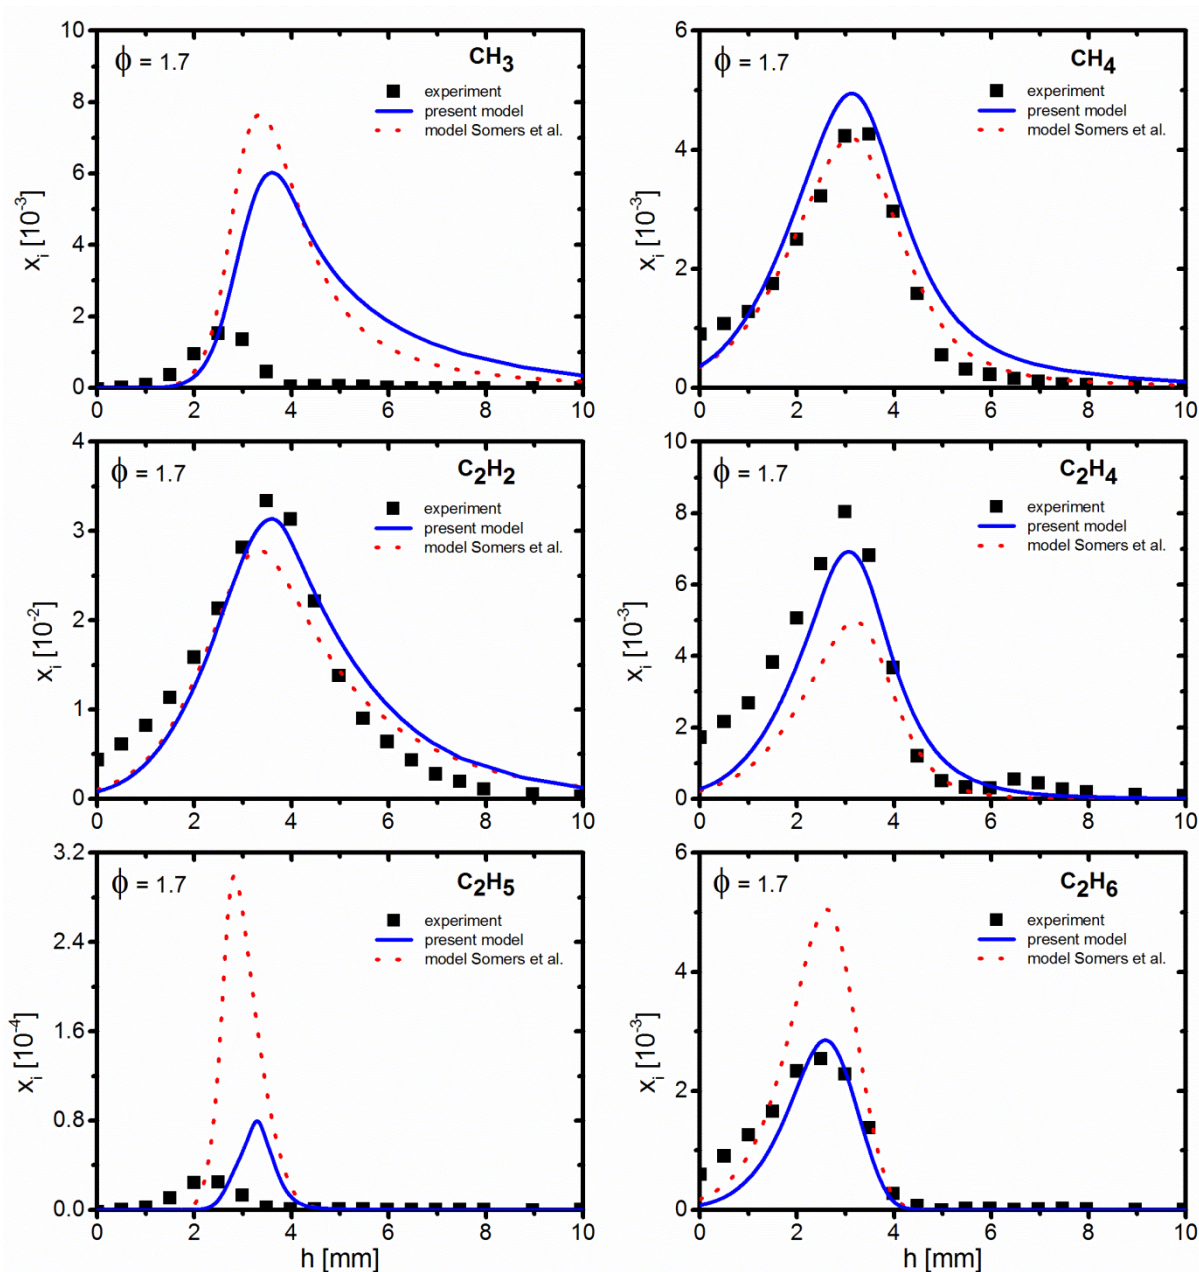 ϕ = 1.7
CH3
experiment
present model
model Somers et al.
10
8
6
4
2
0
xi [10-3]
0 2 4 6 8 10
ϕ = 1.7
CH4
experiment
present model
model Somers et al.
6
4
2
0
xi [10-3]
0 2 4 6 8 10
ϕ = 1.7
C2H2
experiment
present model
model Somers et al.
4
3
2
1
0
xi [10-2]
0 2 4 6 8 10
ϕ = 1.7
C2H4
experiment
present model
model Somers et al.
10
8
6
4
2
0
xi [10-3]
0 2 4 6 8 10
ϕ = 1.7
C2H5
experiment
present model
model Somers et al.
3.2
2.4
1.6
0.8
0.0
xi [10-4]
0 2 4 6 8 10
h [mm]
ϕ = 1.7
C2H6
experiment
present model
model Somers et al.
6
4
2
0
xi [10-3]
0 2 4 6 8 10
h [mm]